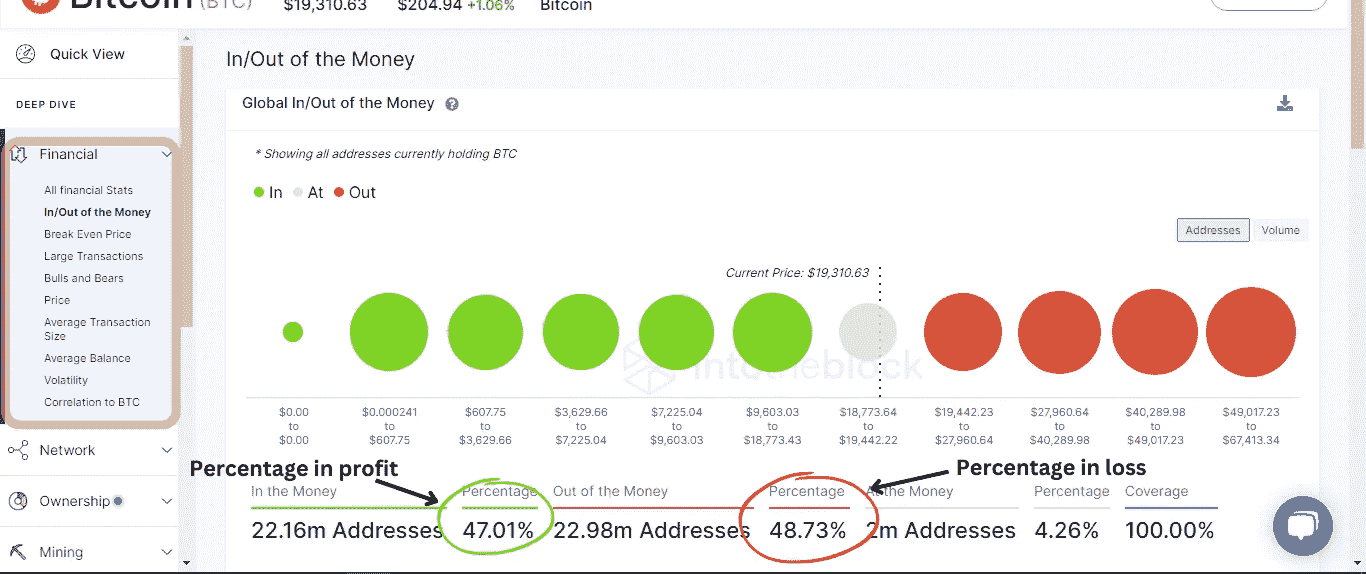 Bitcoin (BTC) $19,310.63 $204.94 +1.06% Bitcoin
Quick View
DEEP DIVE
Financial
All financial Stats
In/Out of the Money
Break Even Price
Large Transactions
Bulls and Bears
Price
Average Transaction
Size
Average Balance
Volatility
Correlation to BTC
Network
Ownership
Mining
In/Out of the Money
Global In/Out of the Money ?
* Showing all addresses currently holding BTC
In At Out
Addresses Volume
Current Price: $19,310.63
intotheblock
$0.00 $0.000241 $607.75 $3,629.66 $7,225.04 $9,603.03 $18,773.64 $19,442.23 $27,960.64 $40,289.98 $49,017.23
to to to to to to to to to to to
$0.00 $607.75 $3,629.66 $7,225.04 $9,603.03 $18,773.43 $19,442.22 $27,960.64 $40,289.98 $49,017.23 $67,413.34
Percentage in profit Percentage in loss
In the Money Percentage Out of the Money Percentage At the Money Percentage Coverage
22.16m Addresses 47.01% 22.98m Addresses 48.73% 2m Addresses 4.26% 100.00%